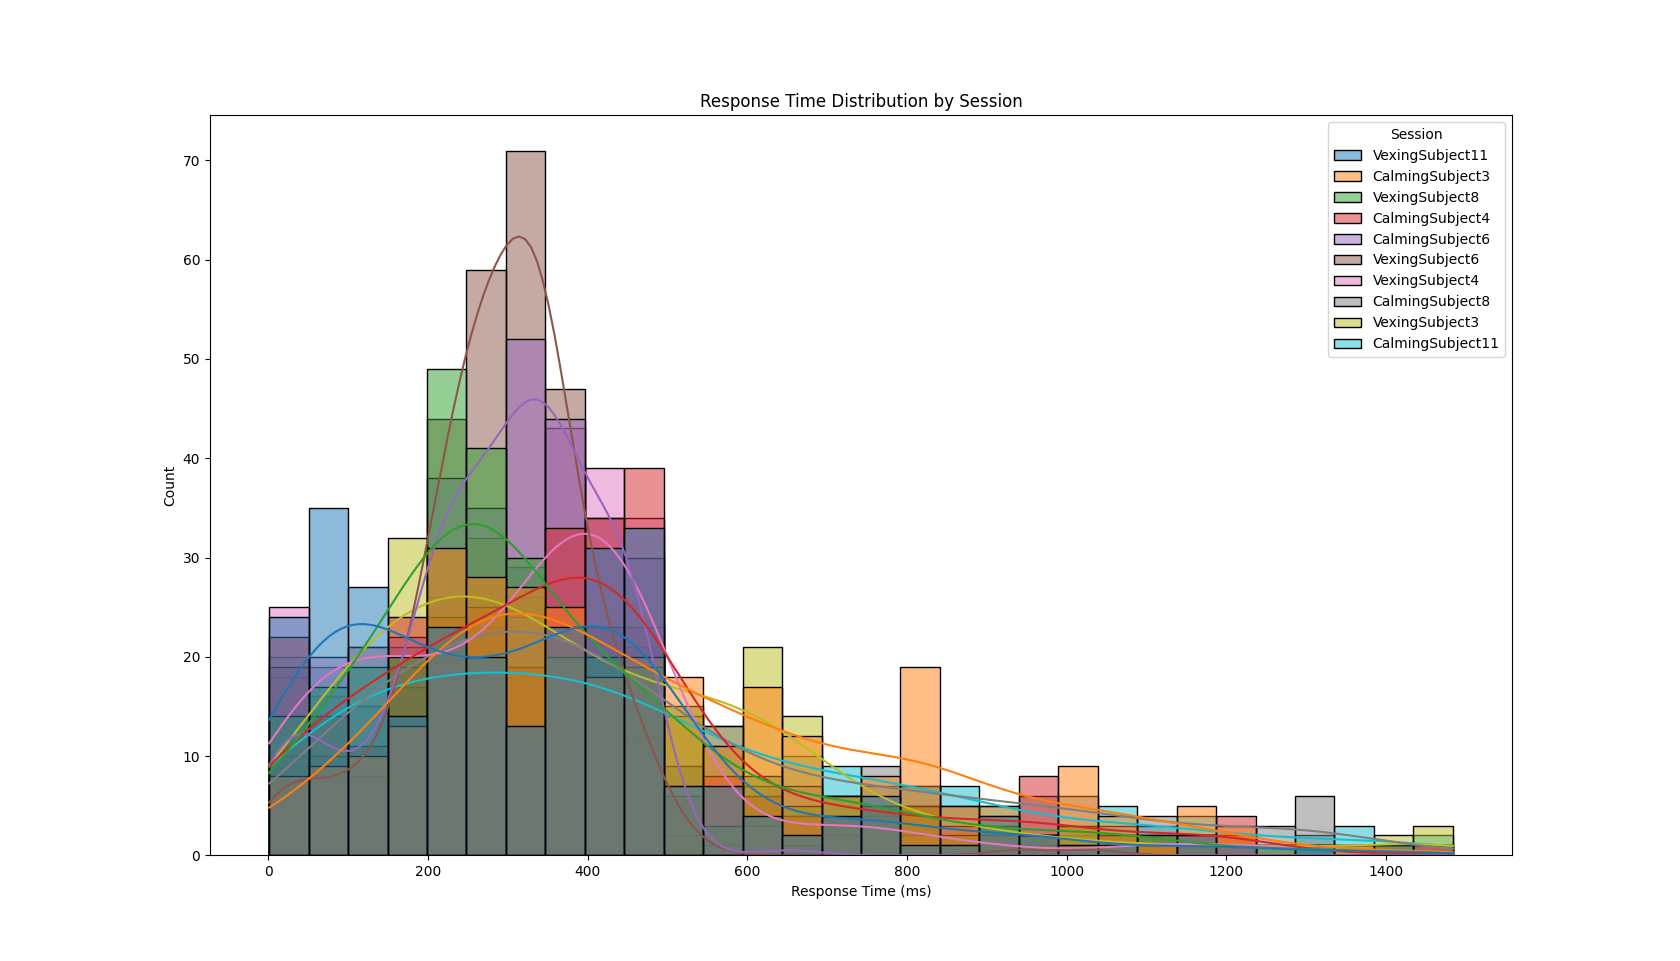 Response Time Distribution by Session
Session
VexingSubject11
CalmingSubject3
VexingSubject8
CalmingSubject4
CalmingSubject6
VexingSubject6
VexingSubject4
CalmingSubject8
VexingSubject3
CalmingSubject11
Count
70
60
50
40
30
20
10
0
0 200 400 600 800 1000 1200 1400
Response Time (ms)